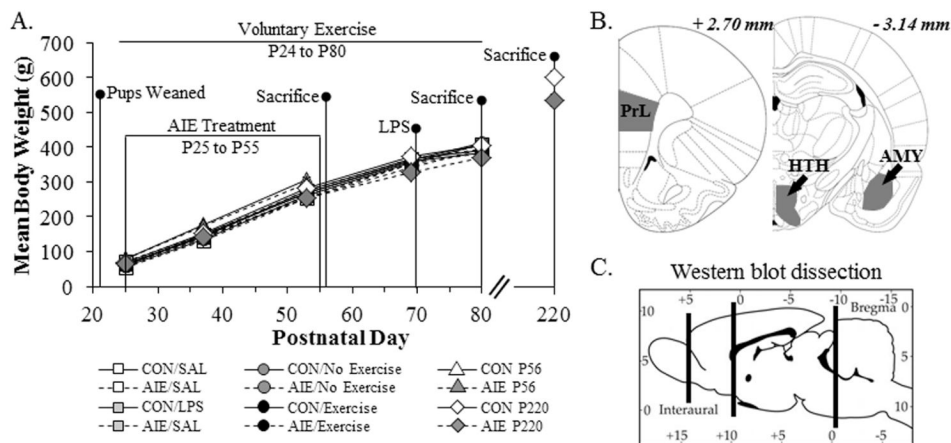 A.
Voluntary Exercise
P24 to P80
Pups Weaned
Sacrifice
AIE Treatment
P25 to P55
LPS
Sacrifice
Sacrifice
Mean Body Weight (g)
700
600
500
400
300
200
100
0
20 30 40 50 60 70 80 220
Postnatal Day
CON/SAL CON/No Exercise CON P56
AIE/SAL AIE/No Exercise AIE P56
CON/LPS CON/Exercise CON P220
AIE/SAL AIE/Exercise AIE P220
B.
+ 2.70 mm - 3.14 mm
PrL
HTH
AMY
C.
Western blot dissection
+5 0 -5 -10 0
Bregma
10
5
5
0
Interaural
10
+15 +10 +5 0 -5